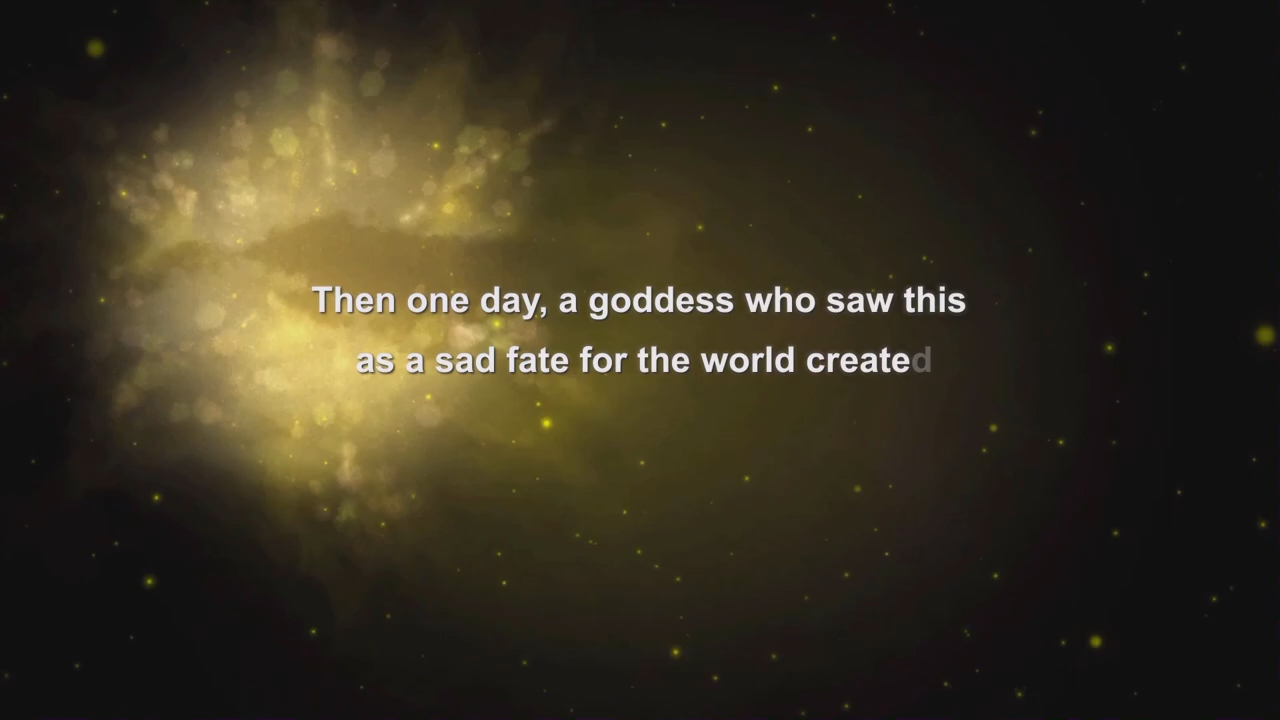 Then one day, a goddess who saw this
as a sad fate for the world created